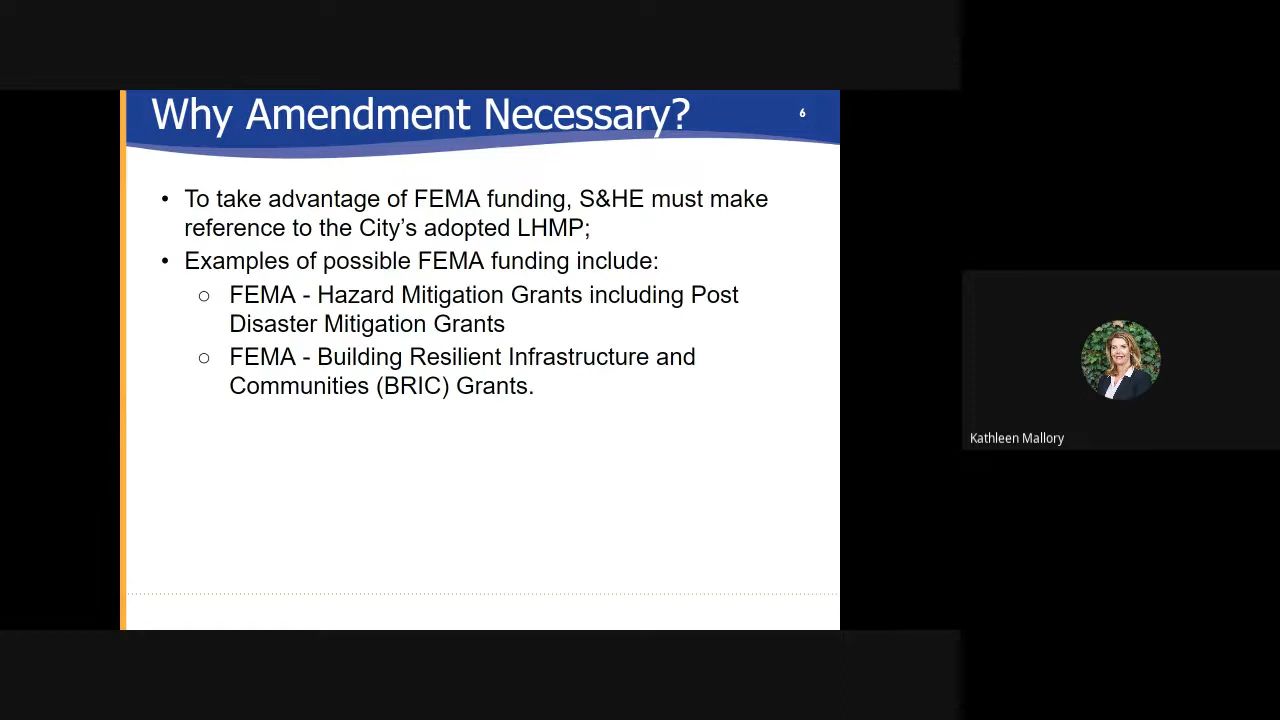 Why Amendment Necessary?
6
• To take advantage of FEMA funding, S&HE must make
reference to the City’s adopted LHMP;
• Examples of possible FEMA funding include:
○ FEMA - Hazard Mitigation Grants including Post
Disaster Mitigation Grants
○ FEMA - Building Resilient Infrastructure and
Communities (BRIC) Grants.
Kathleen Mallory